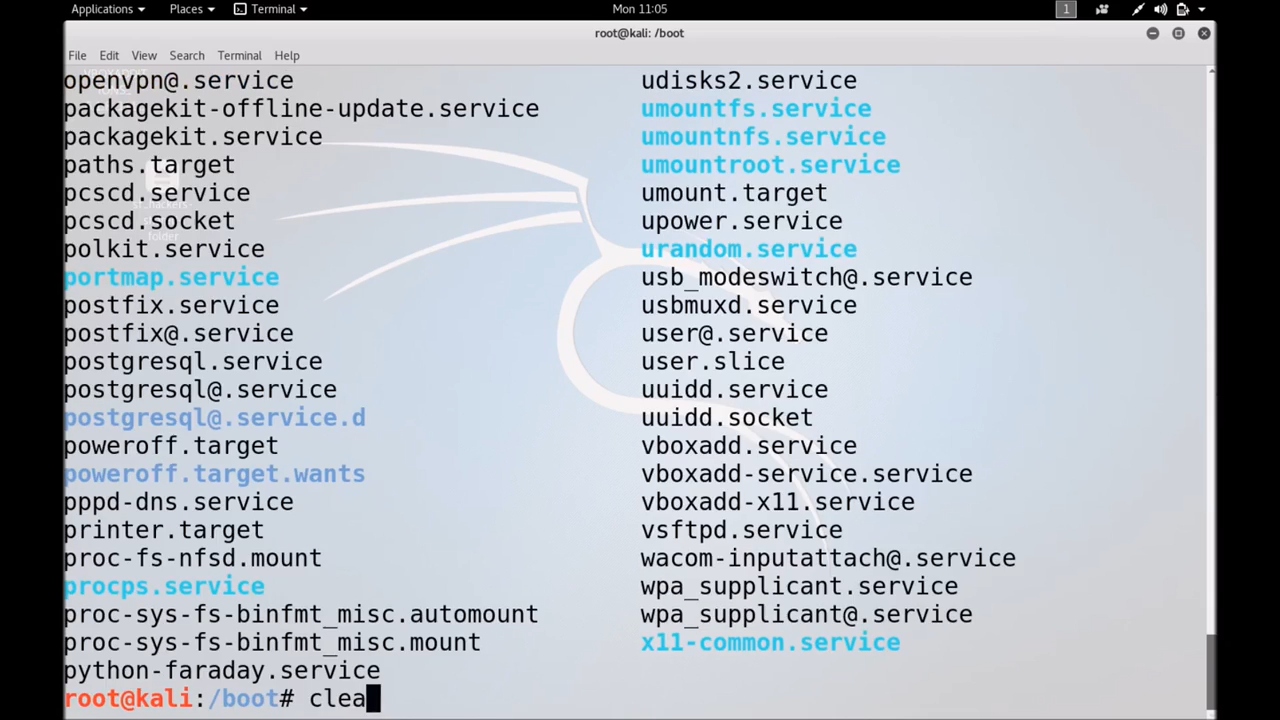 Applications Places Terminal Mon 11:05 1
root@kali: /boot
File Edit View Search Terminal Help
openvpn@.service udisks2.service
packagekit-offline-update.service umountfs.service
packagekit.service umountnfs.service
paths.target umountroot.service
pcscd.service umount.target
pcscd.socket upower.service
polkit.service urandom.service
portmap.service usb_modeswitch@.service
postfix.service usbmuxd.service
postfix@.service user@.service
postgresql.service user.slice
postgresql@.service uuidd.service
postgresql@.service.d uuidd.socket
poweroff.target vboxadd.service
poweroff.target.wants vboxadd-service.service
pppd-dns.service vboxadd-x11.service
printer.target vsftpd.service
proc-fs-nfsd.mount wacom-inputattach@.service
procps.service wpa_supplicant.service
proc-sys-fs-binfmt_misc.automount wpa_supplicant@.service
proc-sys-fs-binfmt_misc.mount x11-common.service
python-faraday.service
root@kali:/boot# clea